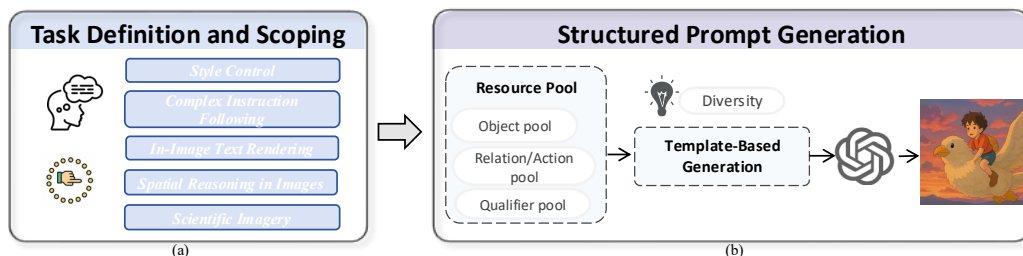 Task Definition and Scoping
Style Control
Complex Instruction
Following
In-Image Text Rendering
Spatial Reasoning in Images
Scientific Imagery
(a)
Structured Prompt Generation
Resource Pool
Object pool
Relation/Action
pool
Qualifier pool
Diversity
Template-Based
Generation
(b)